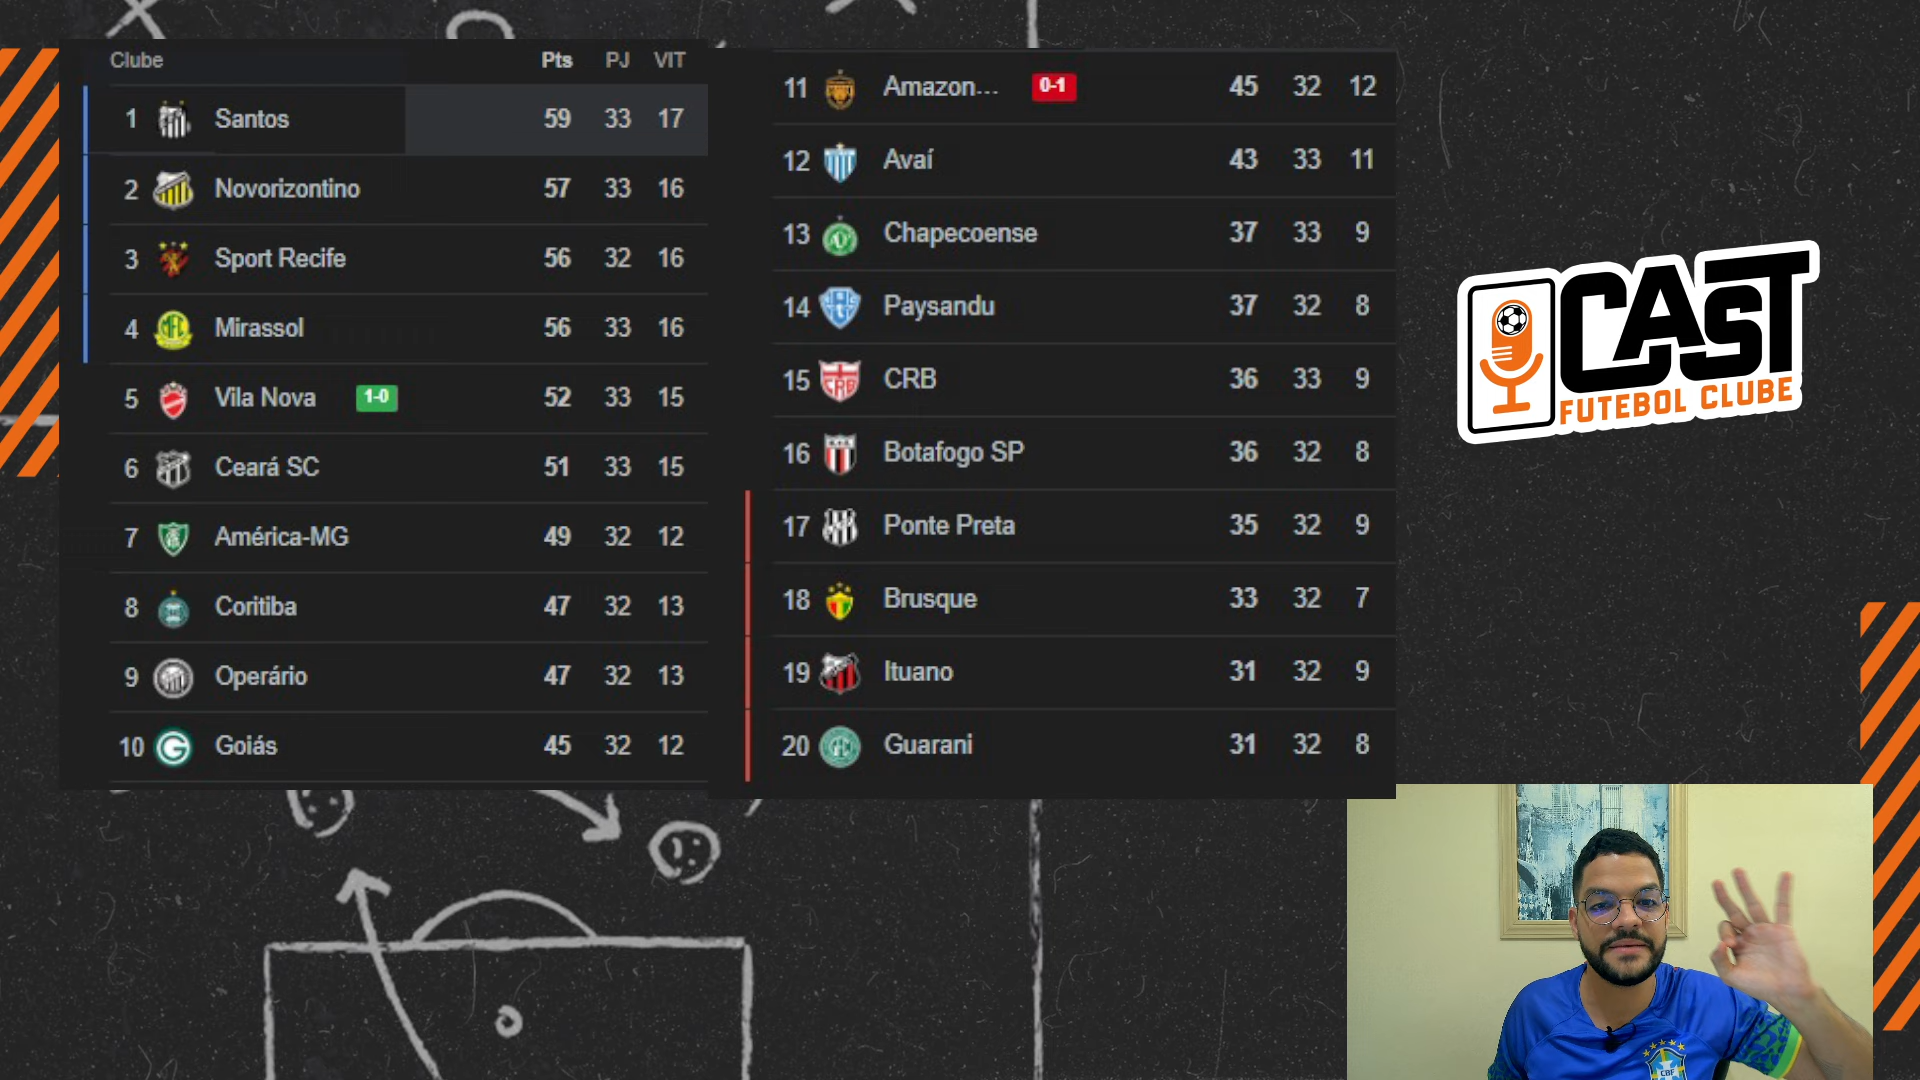 Clube Pts PJ VIT
1 Santos 59 33 17
2 Novorizontino 57 33 16
3 Sport Recife 56 32 16
4 Mirassol 56 33 16
5 Vila Nova 1-0 52 33 15
6 Ceará SC 51 33 15
7 América-MG 49 32 12
8 Coritiba 47 32 13
9 Operário 47 32 13
10 Goiás 45 32 12
11 Amazon... 0-1 45 32 12
12 Avaí 43 33 11
13 Chapecoense 37 33 9
14 Paysandu 37 32 8
15 CRB 36 33 9
16 Botafogo SP 36 32 8
17 Ponte Preta 35 32 9
18 Brusque 33 32 7
19 Ituano 31 32 9
20 Guarani 31 32 8
CAST
FUTEBOL CLUBE
CBF